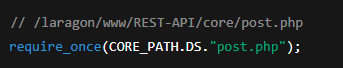 // /laragon/www/REST-API/core/post.php
require_once(CORE_PATH.DS."post.php");